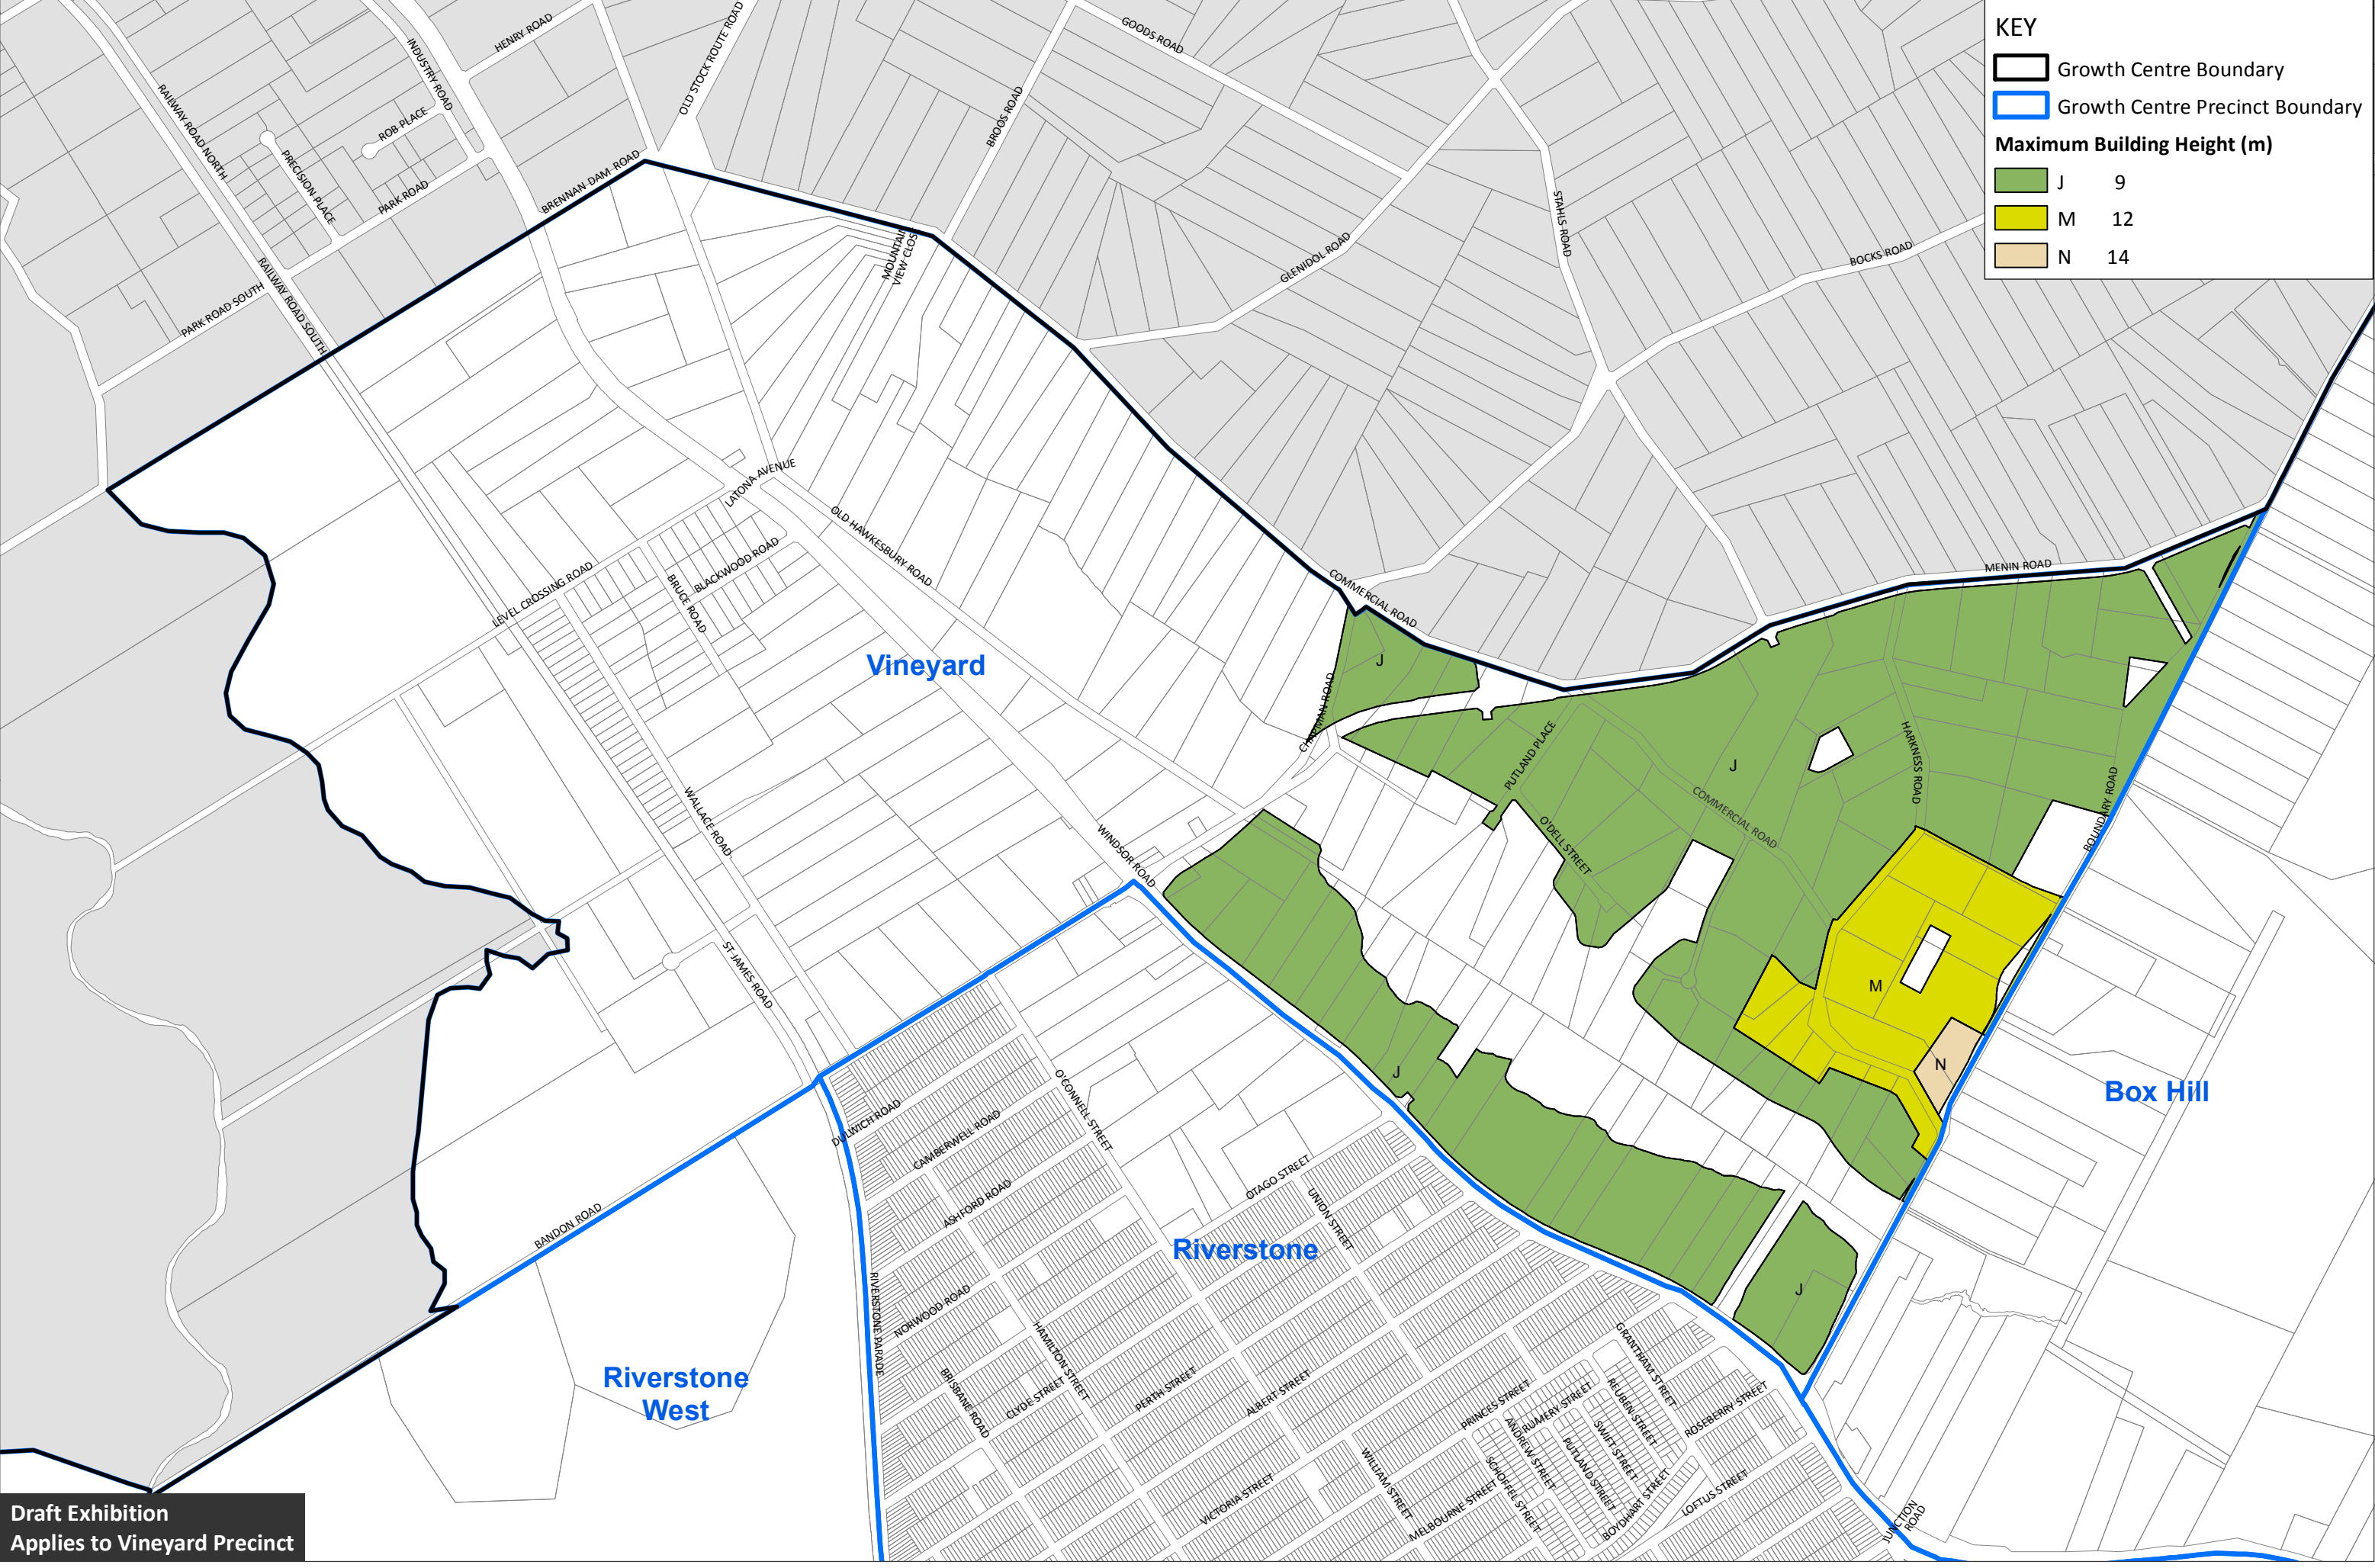 KEY
Growth Centre Boundary
Growth Centre Precinct Boundary
Maximum Building Height (m)
J 9
M 12
N 14
HENRY ROAD
INDUSTRY ROAD
OLD STOCK ROUTE ROAD
GOODS ROAD
RAILWAY ROAD NORTH
ROB PLACE
PRECISION PLACE
PARK ROAD
BRENNAN DAM ROAD
BROOS ROAD
STAHLS ROAD
BOCKS ROAD
GLENIDOL ROAD
MOUNTAIN
VIEW CLOS
RAILWAY ROAD SOUTH
PARK ROAD SOUTH
LATONA AVENUE
OLD HAWKESBURY ROAD
BLACKWOOD ROAD
LEVEL CROSSING ROAD
BRUCE ROAD
COMMERCIAL ROAD
MENIN ROAD
Vineyard
J
CHAPMAN ROAD
PUTLAND PLACE
J
HARKNESS ROAD
COMMERCIAL ROAD
BOUNDARY ROAD
O'DELL STREET
WALLACE ROAD
WINDSOR ROAD
ST JAMES ROAD
M
N
J
Box Hill
DULWICH ROAD
O'CONNELL STREET
CAMBERWELL ROAD
ASHFORD ROAD
OTAGO STREET
UNION STREET
BANDON ROAD
Riverstone
J
RIVERSTONE PARADE
NORWOOD ROAD
HAMILTON STREET
Riverstone
West
BRISBANE ROAD
CLYDE STREET
PERTH STREET
ALBERT STREET
PRINCES STREET
RUMERY STREET
GRANTHAM STREET
REUBEN STREET
ROSEBERRY STREET
ANDREW STREET
SWIFT STREET
PUTLAND STREET
SCHOFFEL STREET
WILLIAM STREET
VICTORIA STREET
MELBOURNE STREET
BOYDHART STREET
LOFTUS STREET
JUNCTION
ROAD
Draft Exhibition
Applies to Vineyard Precinct